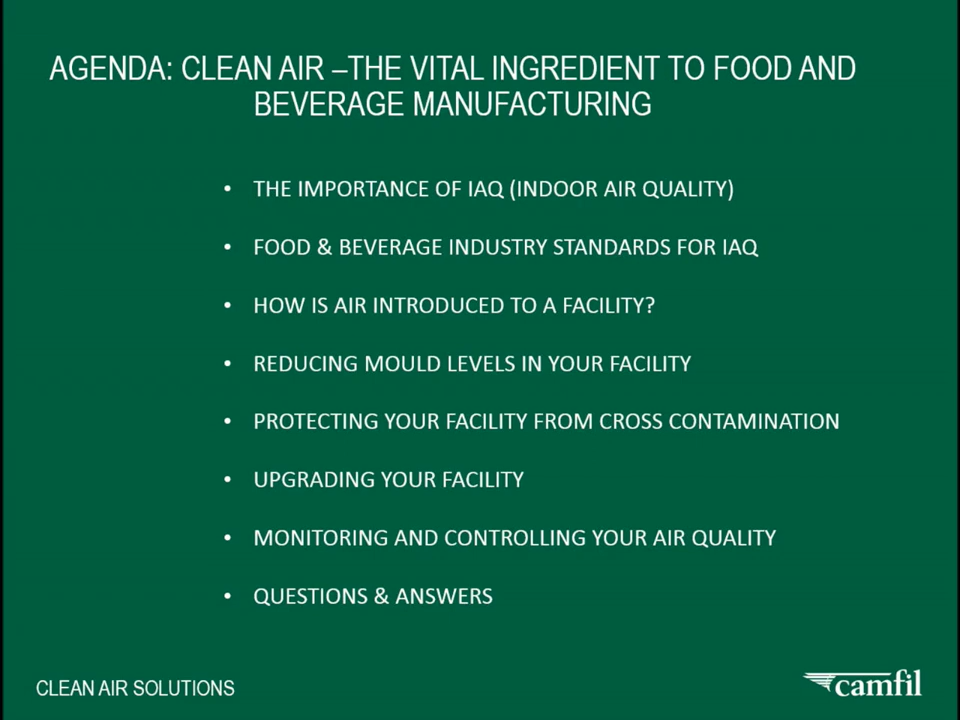 AGENDA: CLEAN AIR –THE VITAL INGREDIENT TO FOOD AND
BEVERAGE MANUFACTURING
• THE IMPORTANCE OF IAQ (INDOOR AIR QUALITY)
• FOOD & BEVERAGE INDUSTRY STANDARDS FOR IAQ
• HOW IS AIR INTRODUCED TO A FACILITY?
• REDUCING MOULD LEVELS IN YOUR FACILITY
• PROTECTING YOUR FACILITY FROM CROSS CONTAMINATION
• UPGRADING YOUR FACILITY
• MONITORING AND CONTROLLING YOUR AIR QUALITY
• QUESTIONS & ANSWERS
CLEAN AIR SOLUTIONS
camfil